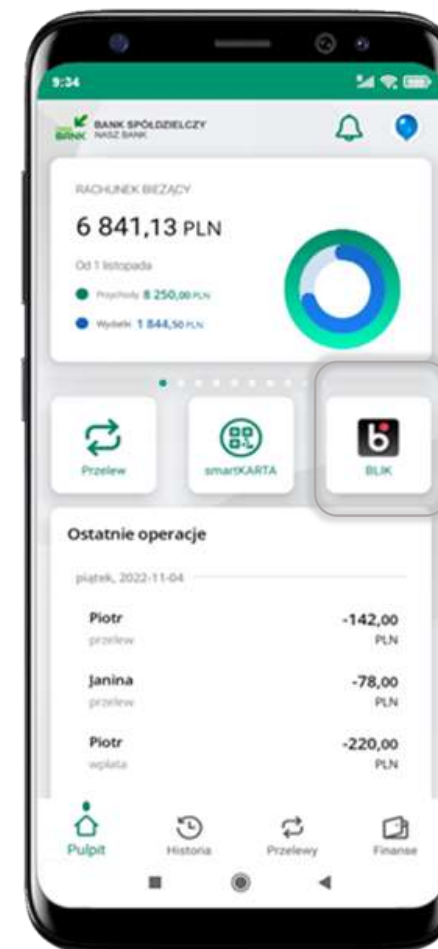 9:34
BANK SPÓŁDZIELCZY
NASZ BANK
RACHUNEK BIEŻĄCY
6 841,13 PLN
Od 1 listopada
Przychody 8 250,00 PLN
Wydatki 1 844,50 PLN
Przelew
smartKARTA
BLIK
Ostatnie operacje
piątek, 2022-11-04
Piotr -142,00
przelew PLN
Janina -78,00
przelew PLN
Piotr -220,00
wpłata PLN
Pulpit Historia Przelewy Finanse